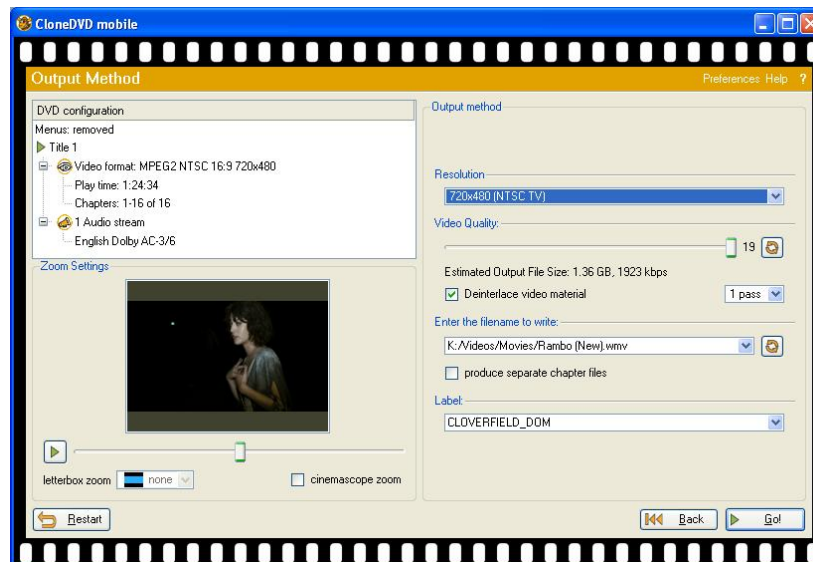 CloneDVD mobile
Output Method
Preferences Help ?
DVD configuration
Menus: removed
Title 1
Video format: MPEG2 NTSC 16:9 720x480
Play time: 1:24:34
Chapters: 1-16 of 16
1 Audio stream
English Dolby AC-3/6
Zoom Settings
letterbox zoom none cinemascope zoom
Restart
Output method
Resolution
720x480 (NTSC TV)
Video Quality:
19
Estimated Output File Size: 1.36 GB, 1923 kbps
Deinterlace video material 1 pass
Enter the filename to write:
K:/Videos/Movies/Rambo (New).wmv
produce separate chapter files
Label:
CLOVERFIELD_DOM
Back Go!